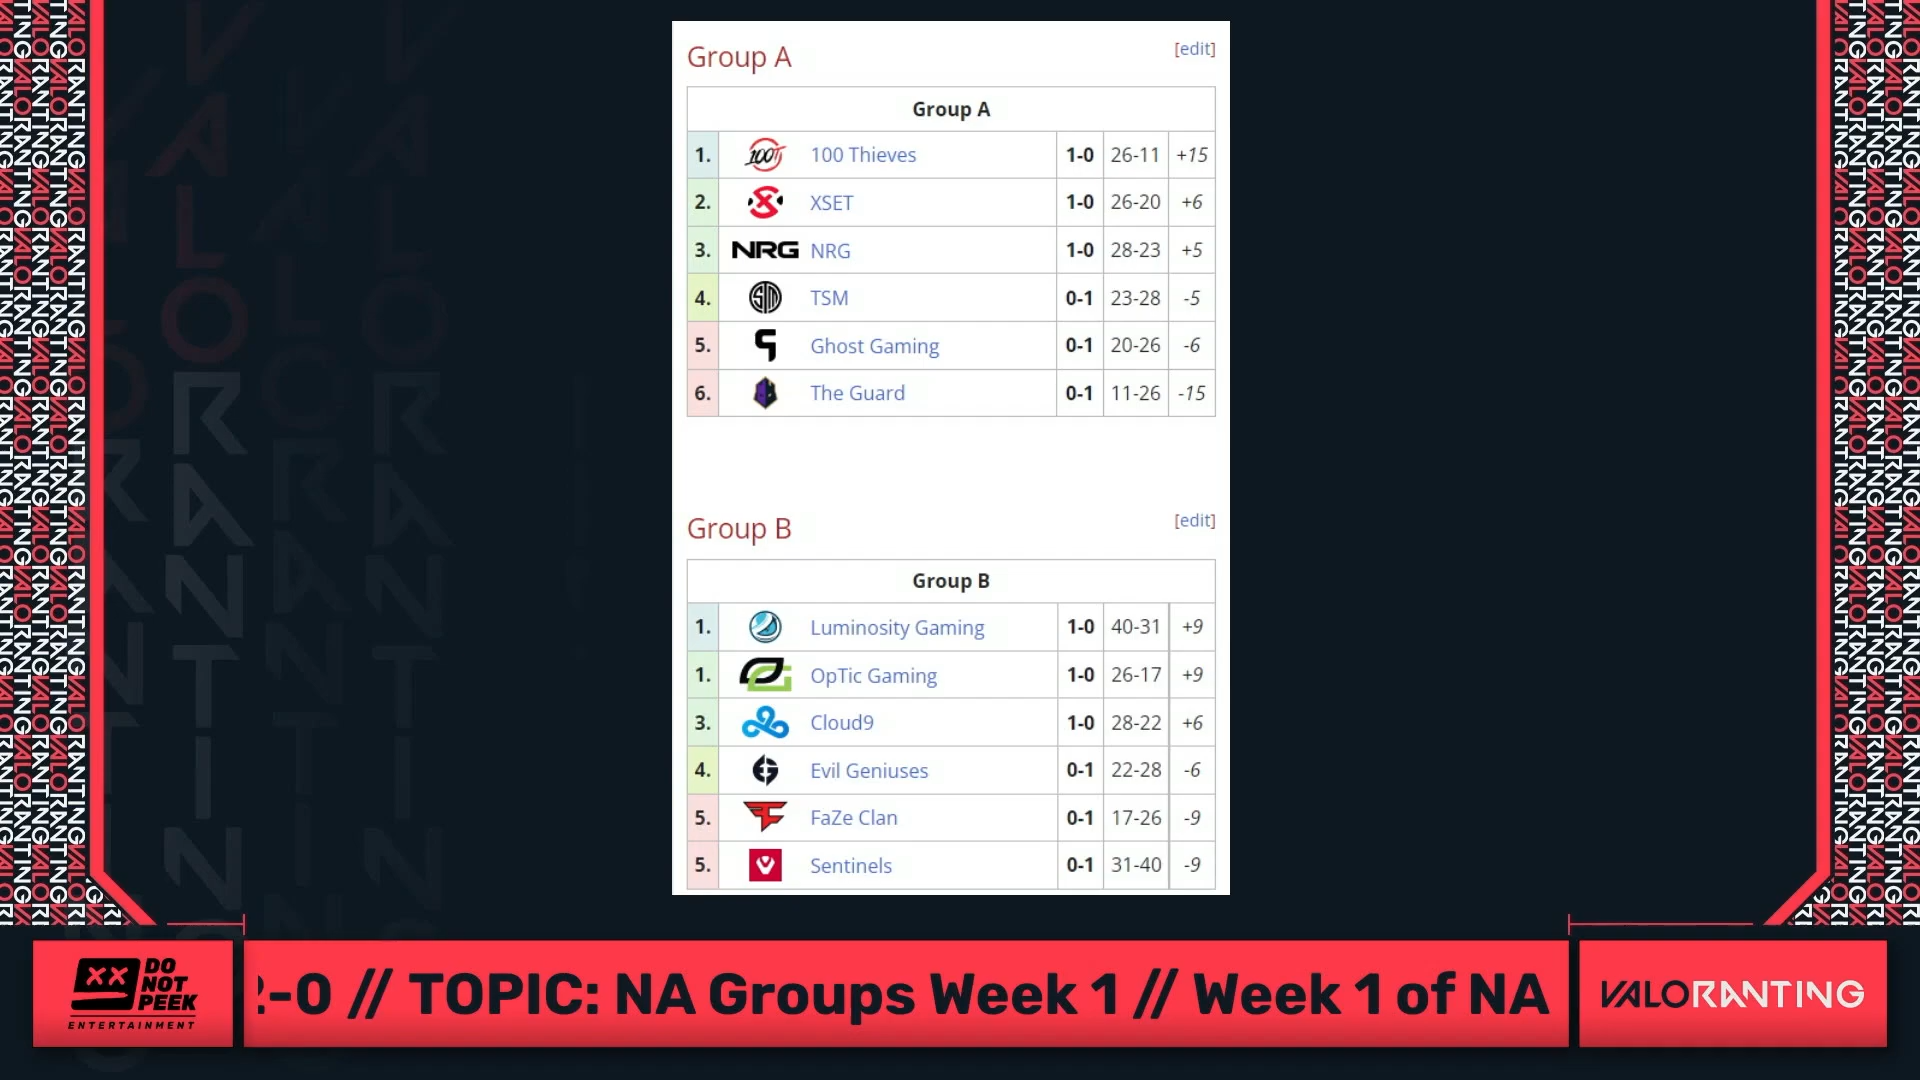 Group A
[edit]
Group A
1. 100T 100 Thieves 1-0 26-11 +15
2. XSET 1-0 26-20 +6
3. NRG NRG 1-0 28-23 +5
4. TSM TSM 0-1 23-28 -5
5. Ghost Gaming 0-1 20-26 -6
6. The Guard 0-1 11-26 -15
Group B
[edit]
Group B
1. Luminosity Gaming 1-0 40-31 +9
1. OpTic Gaming 1-0 26-17 +9
3. Cloud9 1-0 28-22 +6
4. Evil Geniuses 0-1 22-28 -6
5. FaZe Clan 0-1 17-26 -9
5. Sentinels 0-1 31-40 -9
DO
NOT
PEEK
ENTERTAINMENT
-0 // TOPIC: NA Groups Week 1 // Week 1 of NA
VALORANTING